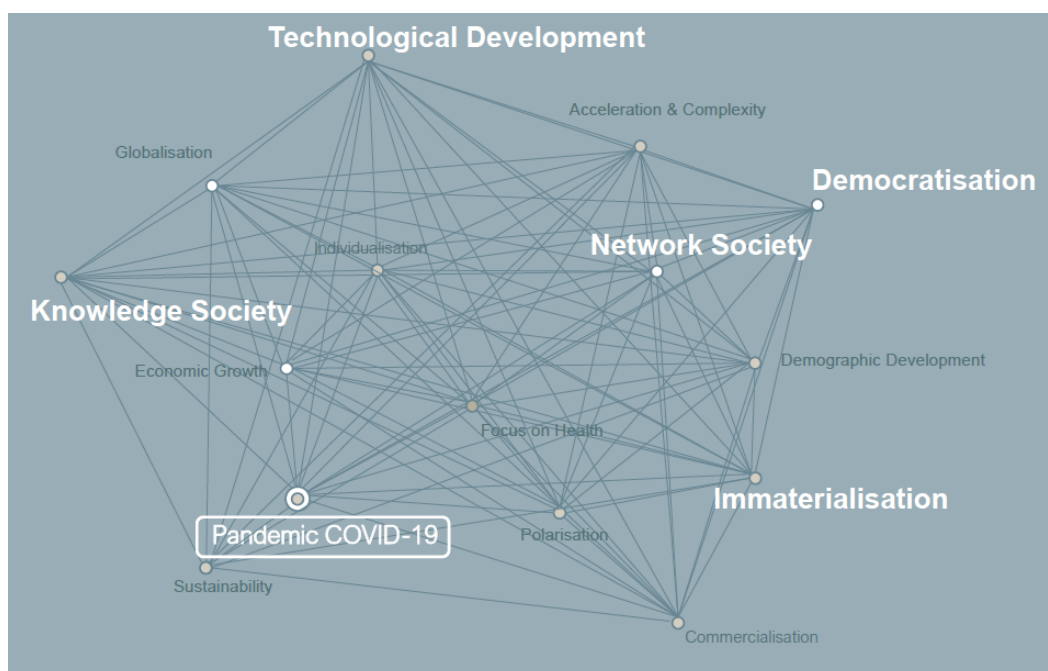 Technological Development
Acceleration & Complexity
Globalisation
Democratisation
Individualisation
Network Society
Knowledge Society
Demographic Development
Economic Growth
Focus on Health
Immaterialisation
Pandemic COVID-19
Polarisation
Sustainability
Commercialisation